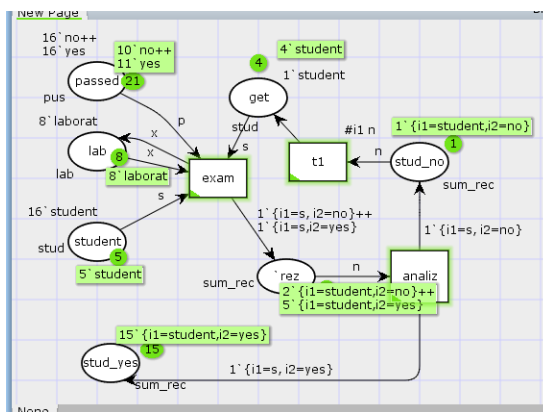 New Page
16`no++
16`yes
10`no++
11`yes
passed
21
pus
p
8`laborat
lab
8
8`laborat
lab
x
x
16`student
stud
student
5
5`student
s
exam
4`student
4
1`student
get
stud
s
#i1 n
t1
n
1`{i1=student,i2=no}
1
stud_no
sum_rec
1`{i1=s, i2=no}++
1`{i1=s, i2=yes}
1`{i1=s, i2=no}
`rez
sum_rec
n
analiz
2`{i1=student,i2=no}++
5`{i1=student,i2=yes}
15`{i1=student,i2=yes}
15
stud_yes
sum_rec
1`{i1=s, i2=yes}
None